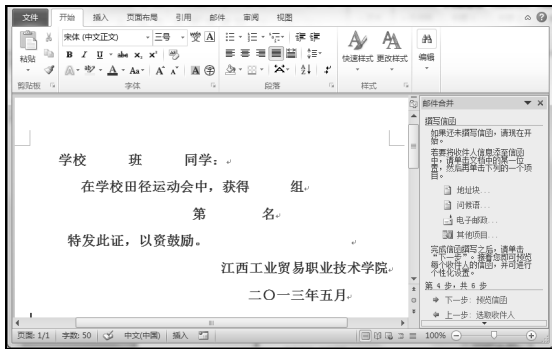 文件 开始 插入 页面布局 引用 邮件 审阅 视图
宋体 (中文正文) 三号
粘贴 B I U abc x₂ x² 快速样式 更改样式 编辑
剪贴板 字体 段落 样式
邮件合并
撰写信函
如果还未撰写信函，请现在开始。
若要将收件人信息添至信函中，请单击文档中的某一位置，然后再单击下列的一个项目。
地址块...
问候语...
电子邮政...
其他项目...
完成信函撰写之后，请单击“下一步”。接着您即可预览每个收件人的信函，并可进行个性化设置。
第 4 步，共 6 步
下一步: 预览信函
上一步: 选取收件人
学校 班 同学：
在学校田径运动会中，获得 组
第 名
特发此证，以资鼓励。
江西工业贸易职业技术学院
二〇一三年五月
页面: 1/1 字数: 50 中文(中国) 插入 100%